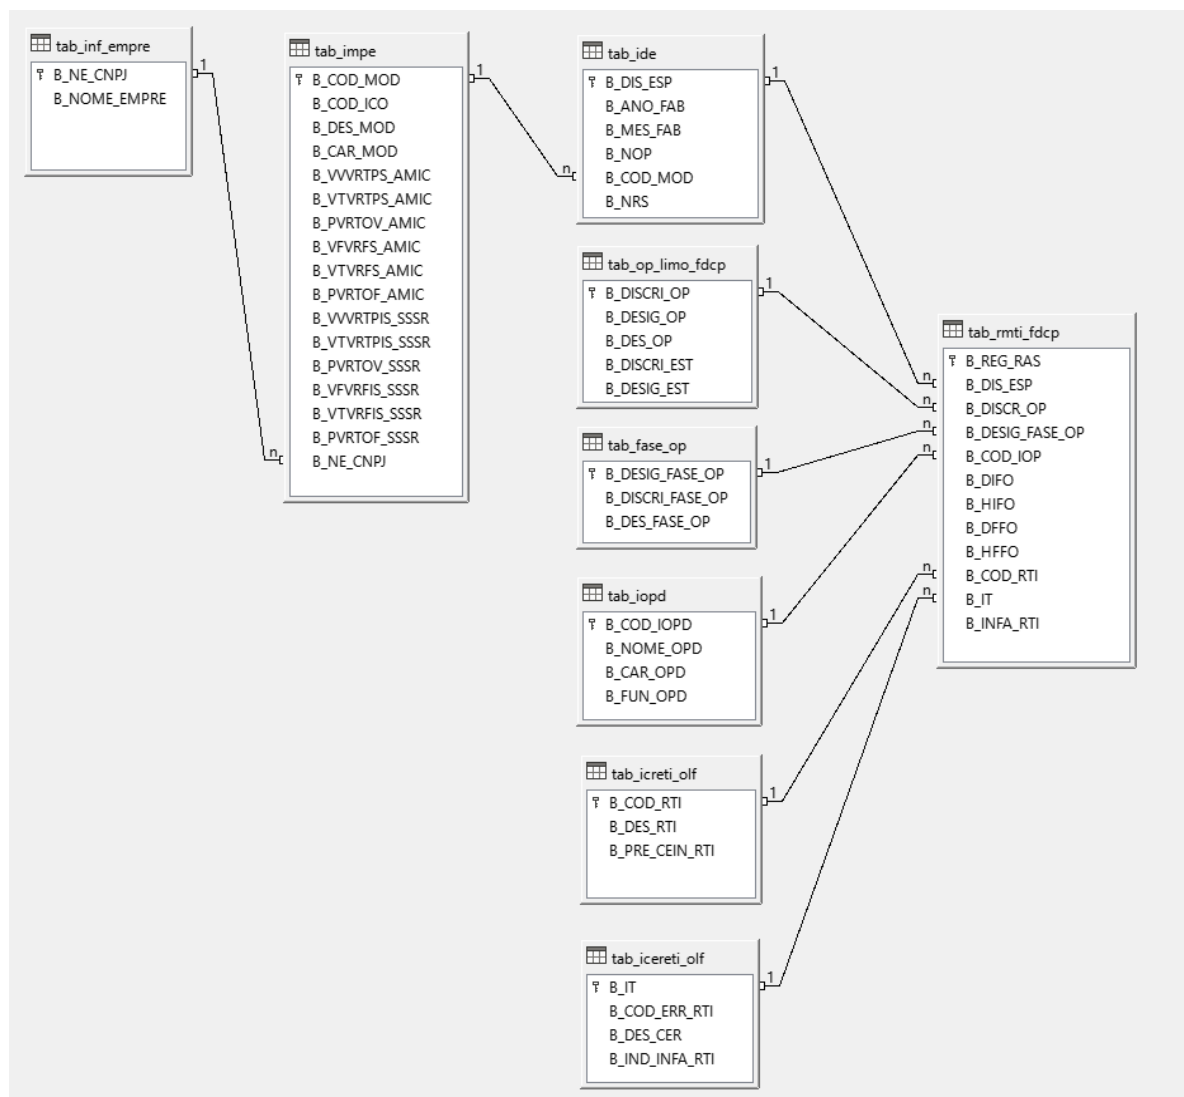 tab_inf_empre
B_NE_CNPJ
B_NOME_EMPRE
1
n
tab_impe
B_COD_MOD
B_COD_ICO
B_DES_MOD
B_CAR_MOD
B_VVVRTPS_AMIC
B_VTVRTPS_AMIC
B_PVRTOV_AMIC
B_VFVRFS_AMIC
B_VTVRFS_AMIC
B_PVRTOF_AMIC
B_VVVRTPIS_SSSR
B_VTVRTPIS_SSSR
B_PVRTOV_SSSR
B_VFVRFIS_SSSR
B_VTVRFIS_SSSR
B_PVRTOF_SSSR
B_NE_CNPJ
1
n
tab_ide
B_DIS_ESP
B_ANO_FAB
B_MES_FAB
B_NOP
B_COD_MOD
B_NRS
1
tab_op_limo_fdcp
B_DISCRI_OP
B_DESIG_OP
B_DES_OP
B_DISCRI_EST
B_DESIG_EST
1
tab_fase_op
B_DESIG_FASE_OP
B_DISCRI_FASE_OP
B_DES_FASE_OP
1
tab_iopd
B_COD_IOPD
B_NOME_OPD
B_CAR_OPD
B_FUN_OPD
1
tab_icreti_olf
B_COD_RTI
B_DES_RTI
B_PRE_CEIN_RTI
1
tab_icereti_olf
B_IT
B_COD_ERR_RTI
B_DES_CER
B_IND_INFA_RTI
1
tab_rmti_fdcp
B_REG_RAS
n B_DIS_ESP
n B_DISCR_OP
n B_DESIG_FASE_OP
n B_COD_IOP
B_DIFO
B_HIFO
B_DFFO
B_HFFO
n B_COD_RTI
n B_IT
B_INFA_RTI